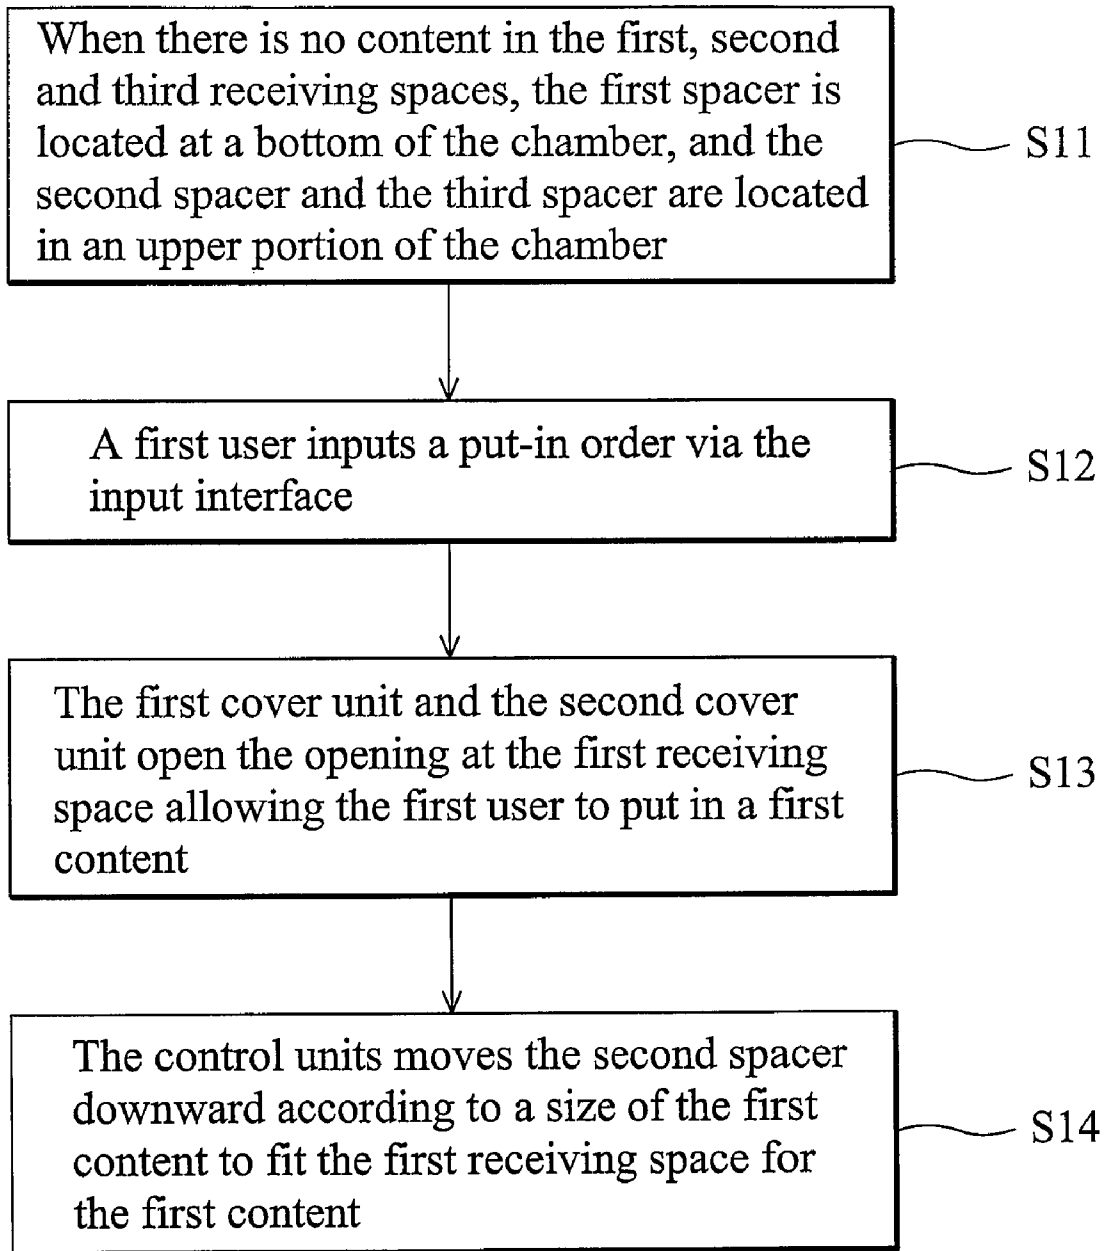 When there is no content in the first, second
and third receiving spaces, the first spacer is
located at a bottom of the chamber, and the
second spacer and the third spacer are located
in an upper portion of the chamber
S11
A first user inputs a put-in order via the
input interface
S12
The first cover unit and the second cover
unit open the opening at the first receiving
space allowing the first user to put in a first
content
S13
The control units moves the second spacer
downward according to a size of the first
content to fit the first receiving space for
the first content
S14